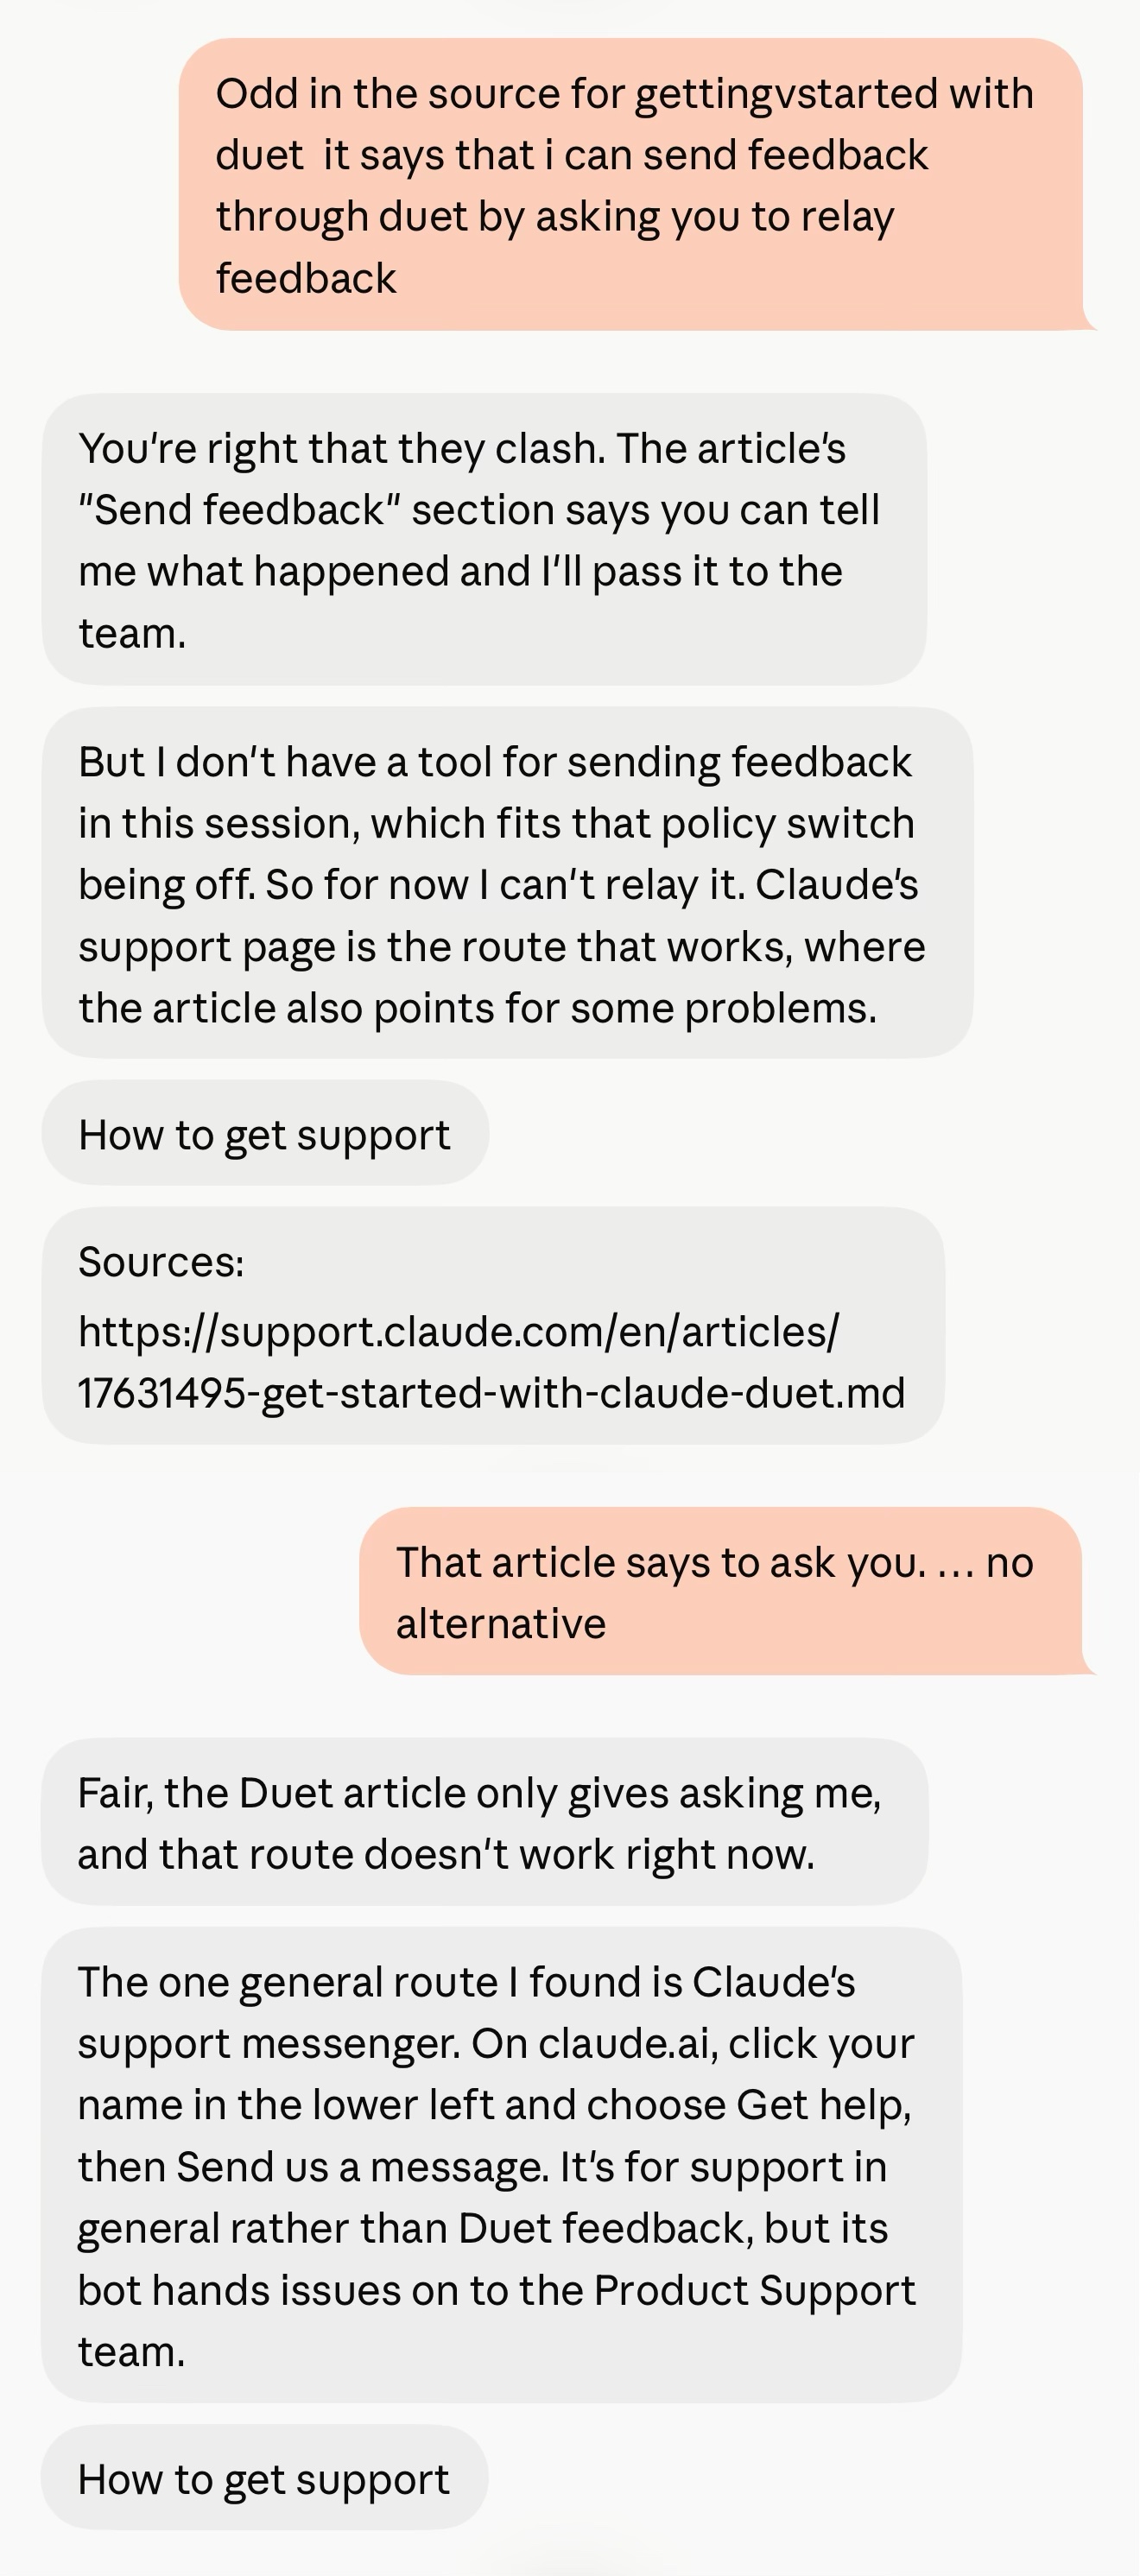 Odd in the source for gettingvstarted with
duet  it says that i can send feedback
through duet by asking you to relay
feedback
You're right that they clash. The article's
"Send feedback" section says you can tell
me what happened and I'll pass it to the
team.
But I don't have a tool for sending feedback
in this session, which fits that policy switch
being off. So for now I can't relay it. Claude's
support page is the route that works, where
the article also points for some problems.
How to get support
Sources:
https://support.claude.com/en/articles/
17631495-get-started-with-claude-duet.md
That article says to ask you. ... no
alternative
Fair, the Duet article only gives asking me,
and that route doesn't work right now.
The one general route I found is Claude's
support messenger. On claude.ai, click your
name in the lower left and choose Get help,
then Send us a message. It's for support in
general rather than Duet feedback, but its
bot hands issues on to the Product Support
team.
How to get support